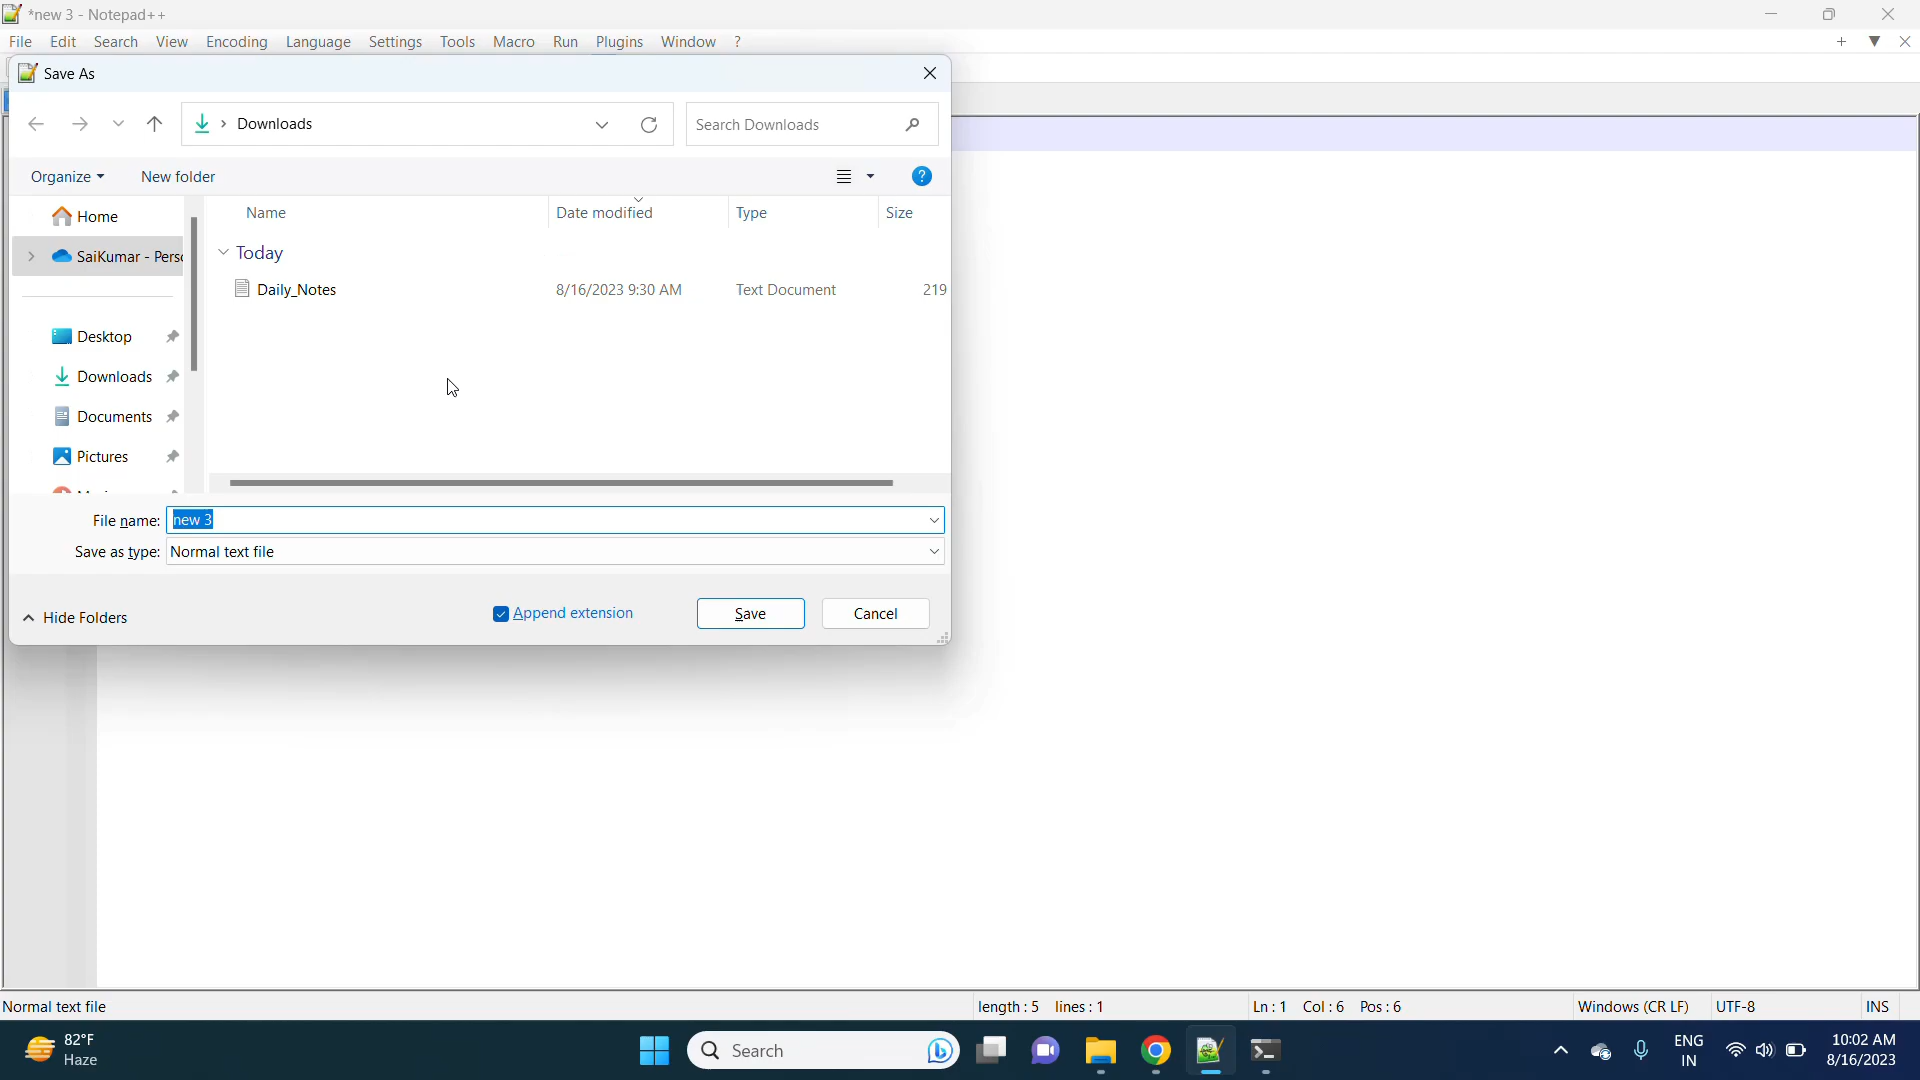 *new 3 - Notepad++
File Edit Search View Encoding Language Settings Tools Macro Run Plugins Window ?
Save As
Downloads
Search Downloads
Organize
New folder
Home
SaiKumar - Pers
Desktop
Downloads
Documents
Pictures
Name Date modified Type Size
Today
Daily_Notes 8/16/2023 9:30 AM Text Document 219
File name: new 3
Save as type: Normal text file
Hide Folders
Append extension
Save
Cancel
Normal text file length : 5 lines : 1 Ln : 1 Col : 6 Pos : 6 Windows (CR LF) UTF-8 INS
82°F
Haze
Search
ENG
IN
10:02 AM
8/16/2023